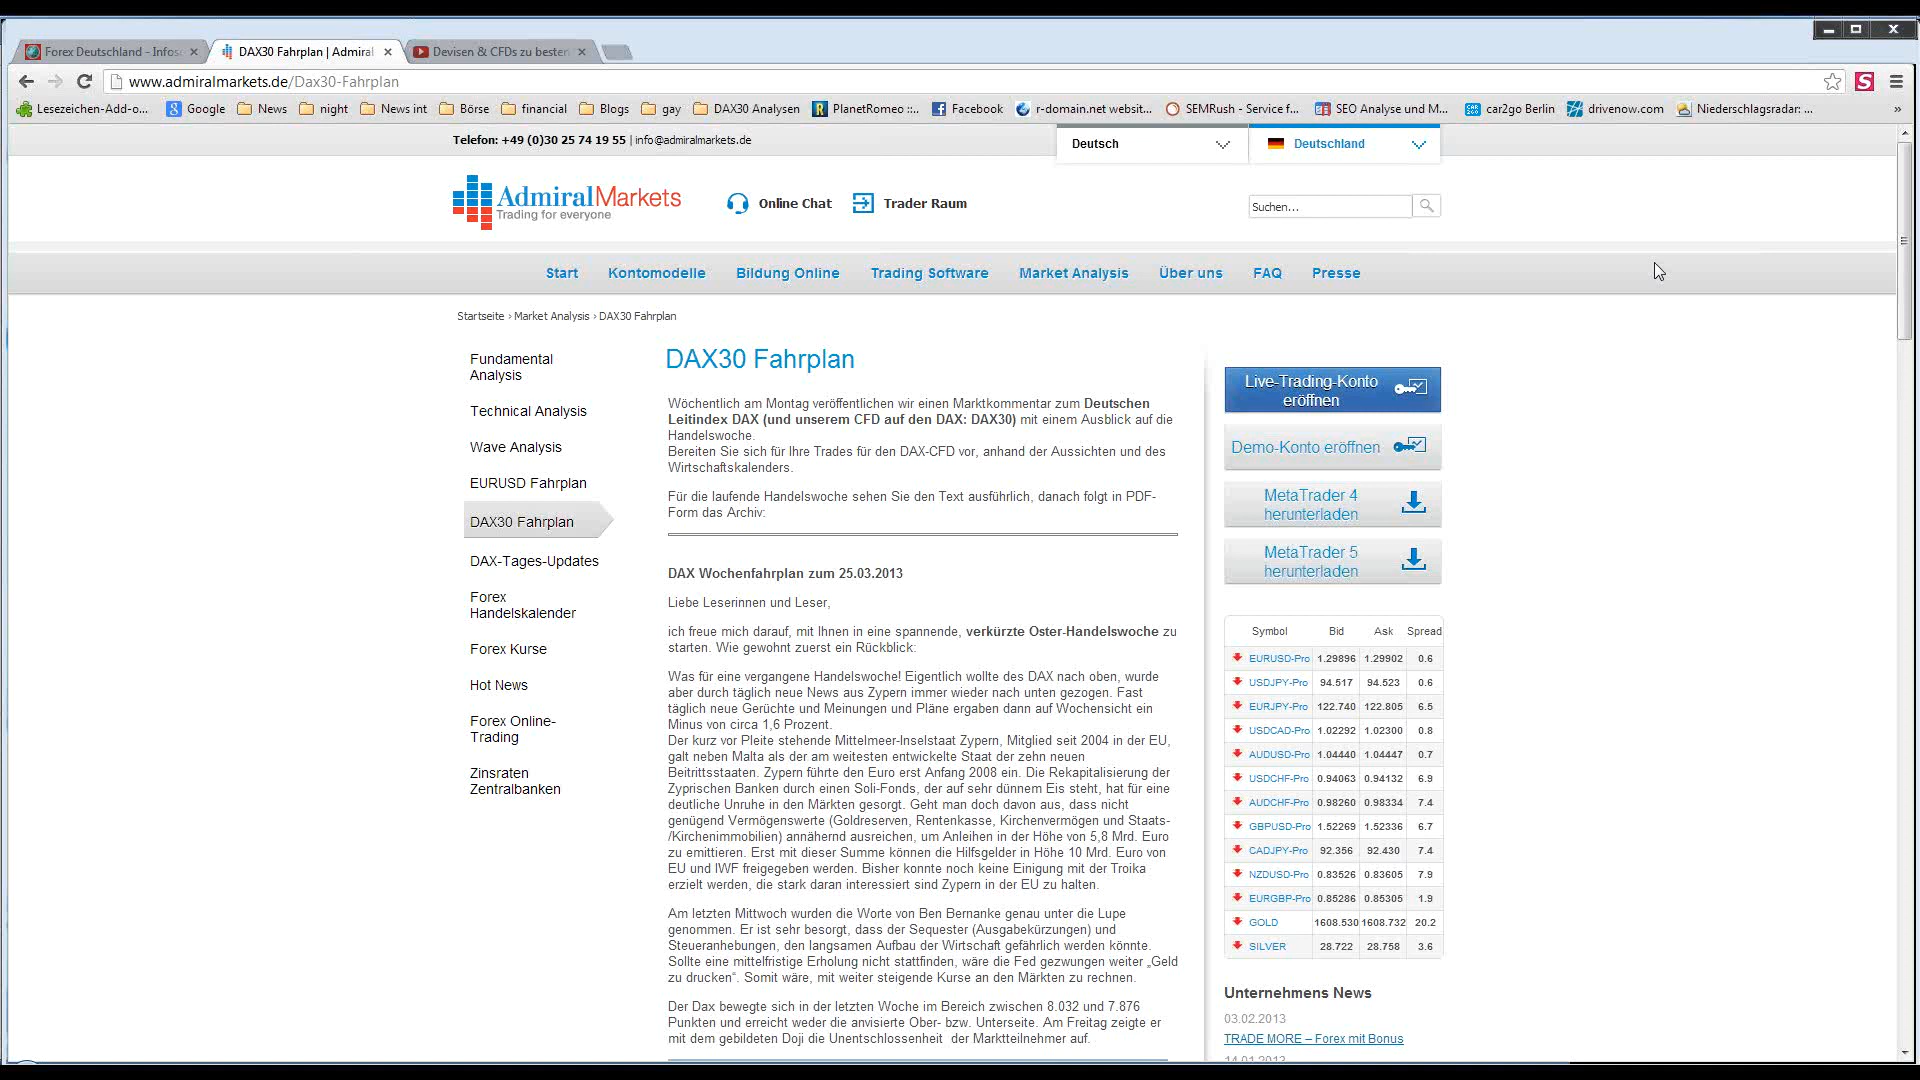 Forex Deutschland - Infos
DAX30 Fahrplan | Admiral
Devisen & CFDs zu besten
www.admiralmarkets.de/Dax30-Fahrplan
Lesezeichen-Add-o...
Google
News
night
News int
Börse
financial
Blogs
gay
DAX30 Analysen
PlanetRomeo ::..
Facebook
r-domain.net websit...
SEMRush - Service f...
SEO Analyse und M...
car2go Berlin
drivenow.com
Niederschlagsradar: ...
»
Telefon: +49 (0)30 25 74 19 55 | info@admiralmarkets.de
Deutsch
Deutschland
AdmiralMarkets
Trading for everyone
Online Chat
Trader Raum
Suchen...
Start
Kontomodelle
Bildung Online
Trading Software
Market Analysis
Über uns
FAQ
Presse
Startseite › Market Analysis › DAX30 Fahrplan
Fundamental
Analysis
Technical Analysis
Wave Analysis
EURUSD Fahrplan
DAX30 Fahrplan
DAX-Tages-Updates
Forex
Handelskalender
Forex Kurse
Hot News
Forex Online-
Trading
Zinsraten
Zentralbanken
DAX30 Fahrplan
Wöchentlich am Montag veröffentlichen wir einen Marktkommentar zum Deutschen
Leitindex DAX (und unserem CFD auf den DAX: DAX30) mit einem Ausblick auf die
Handelswoche.
Bereiten Sie sich für Ihre Trades für den DAX-CFD vor, anhand der Aussichten und des
Wirtschaftskalenders.
Für die laufende Handelswoche sehen Sie den Text ausführlich, danach folgt in PDF-
Form das Archiv:
DAX Wochenfahrplan zum 25.03.2013
Liebe Leserinnen und Leser,
ich freue mich darauf, mit Ihnen in eine spannende, verkürzte Oster-Handelswoche zu
starten. Wie gewohnt zuerst ein Rückblick:
Was für eine vergangene Handelswoche! Eigentlich wollte des DAX nach oben, wurde
aber durch täglich neue News aus Zypern immer wieder nach unten gezogen. Fast
täglich neue Gerüchte und Meinungen und Pläne ergaben dann auf Wochensicht ein
Minus von circa 1,6 Prozent.
Der kurz vor Pleite stehende Mittelmeer-Inselstaat Zypern, Mitglied seit 2004 in der EU,
galt neben Malta als der am weitesten entwickelte Staat der zehn neuen
Beitrittsstaaten. Zypern führte den Euro erst Anfang 2008 ein. Die Rekapitalisierung der
Zyprischen Banken durch einen Soli-Fonds, der auf sehr dünnem Eis steht, hat für eine
deutliche Unruhe in den Märkten gesorgt. Geht man doch davon aus, dass nicht
genügend Vermögenswerte (Goldreserven, Rentenkasse, Kirchenvermögen und Staats-
/Kirchenimmobilien) annähernd ausreichen, um Anleihen in der Höhe von 5,8 Mrd. Euro
zu emittieren. Erst mit dieser Summe können die Hilfsgelder in Höhe 10 Mrd. Euro von
EU und IWF freigegeben werden. Bisher konnte noch keine Einigung mit der Troika
erzielt werden, die stark daran interessiert sind Zypern in der EU zu halten.
Am letzten Mittwoch wurden die Worte von Ben Bernanke genau unter die Lupe
genommen. Er ist sehr besorgt, dass der Sequester (Ausgabekürzungen) und
Steueranhebungen, den langsamen Aufbau der Wirtschaft gefährlich werden könnte.
Sollte eine mittelfristige Erholung nicht stattfinden, wäre die Fed gezwungen weiter „Geld
zu drucken“. Somit wäre, mit weiter steigende Kurse an den Märkten zu rechnen.
Der Dax bewegte sich in der letzten Woche im Bereich zwischen 8.032 und 7.876
Punkten und erreicht weder die anvisierte Ober- bzw. Unterseite. Am Freitag zeigte er
mit dem gebildeten Doji die Unentschlossenheit der Marktteilnehmer auf.
Live-Trading-Konto
eröffnen
Demo-Konto eröffnen
MetaTrader 4
herunterladen
MetaTrader 5
herunterladen
Symbol Bid Ask Spread
EURUSD-Pro 1.29896 1.29902 0.6
USDJPY-Pro 94.517 94.523 0.6
EURJPY-Pro 122.740 122.805 6.5
USDCAD-Pro 1.02292 1.02300 0.8
AUDUSD-Pro 1.04440 1.04447 0.7
USDCHF-Pro 0.94063 0.94132 6.9
AUDCHF-Pro 0.98260 0.98334 7.4
GBPUSD-Pro 1.52269 1.52336 6.7
CADJPY-Pro 92.356 92.430 7.4
NZDUSD-Pro 0.83526 0.83605 7.9
EURGBP-Pro 0.85286 0.85305 1.9
GOLD 1608.530 1608.732 20.2
SILVER 28.722 28.758 3.6
Unternehmens News
03.02.2013
TRADE MORE – Forex mit Bonus
14.01.2013